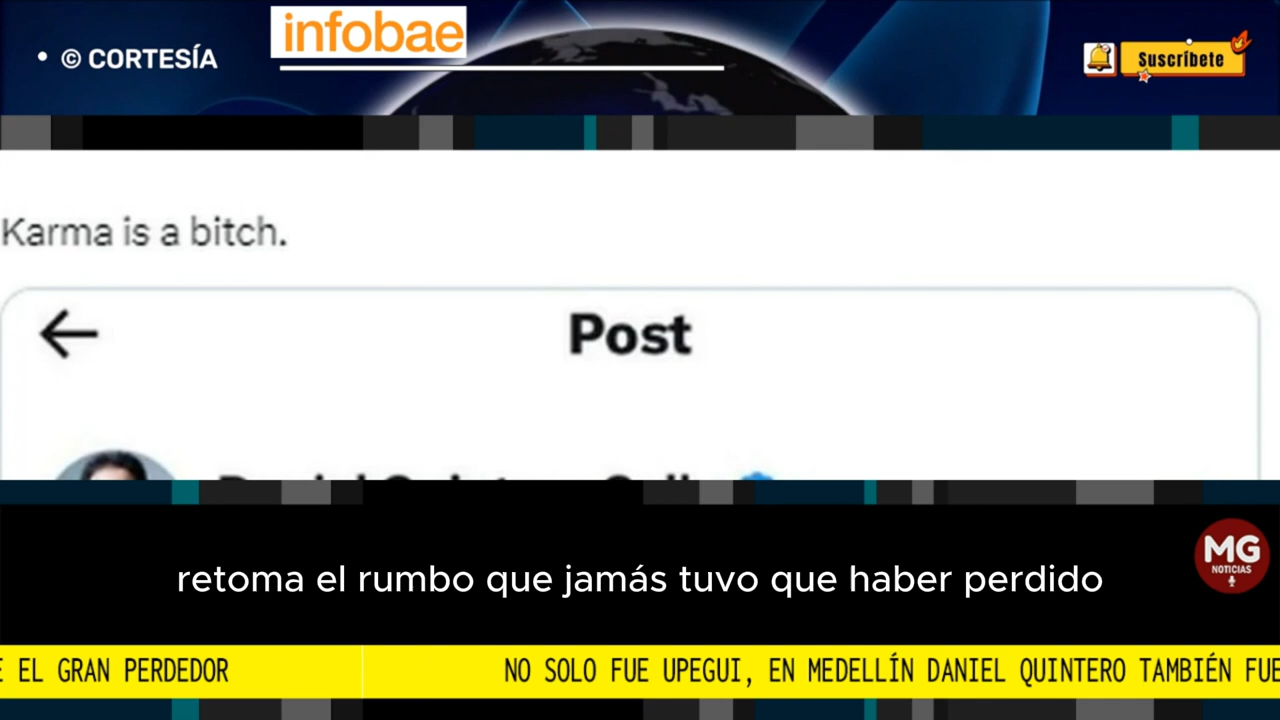 • © CORTESÍA
infobae
Suscríbete
Karma is a bitch.
Post
retoma el rumbo que jamás tuvo que haber perdido
MG
NOTICIAS
EL GRAN PERDEDOR
NO SOLO FUE UPEGUI, EN MEDELLÍN DANIEL QUINTERO TAMBIÉN FUE